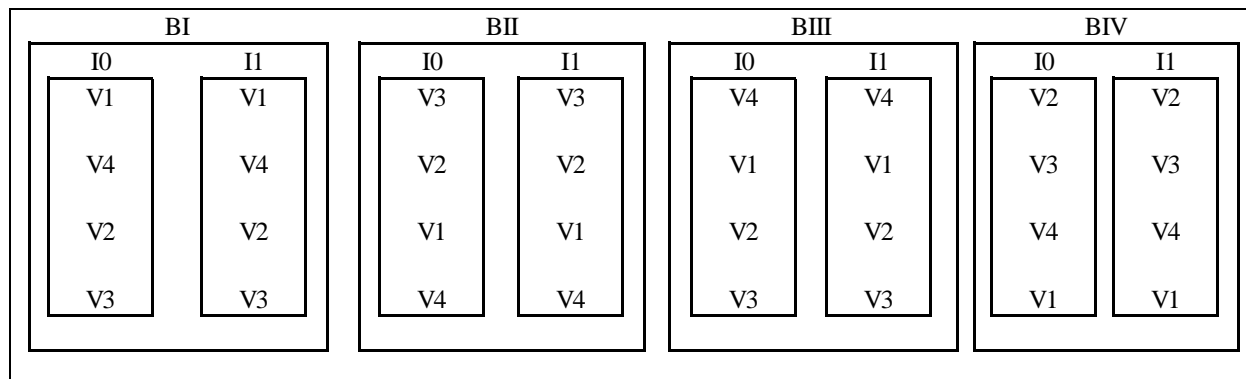 BI BII BIII BIV
I0 I1 I0 I1 I0 I1 I0 I1
V1 V1 V3 V3 V4 V4 V2 V2
V4 V4 V2 V2 V1 V1 V3 V3
V2 V2 V1 V1 V2 V2 V4 V4
V3 V3 V4 V4 V3 V3 V1 V1